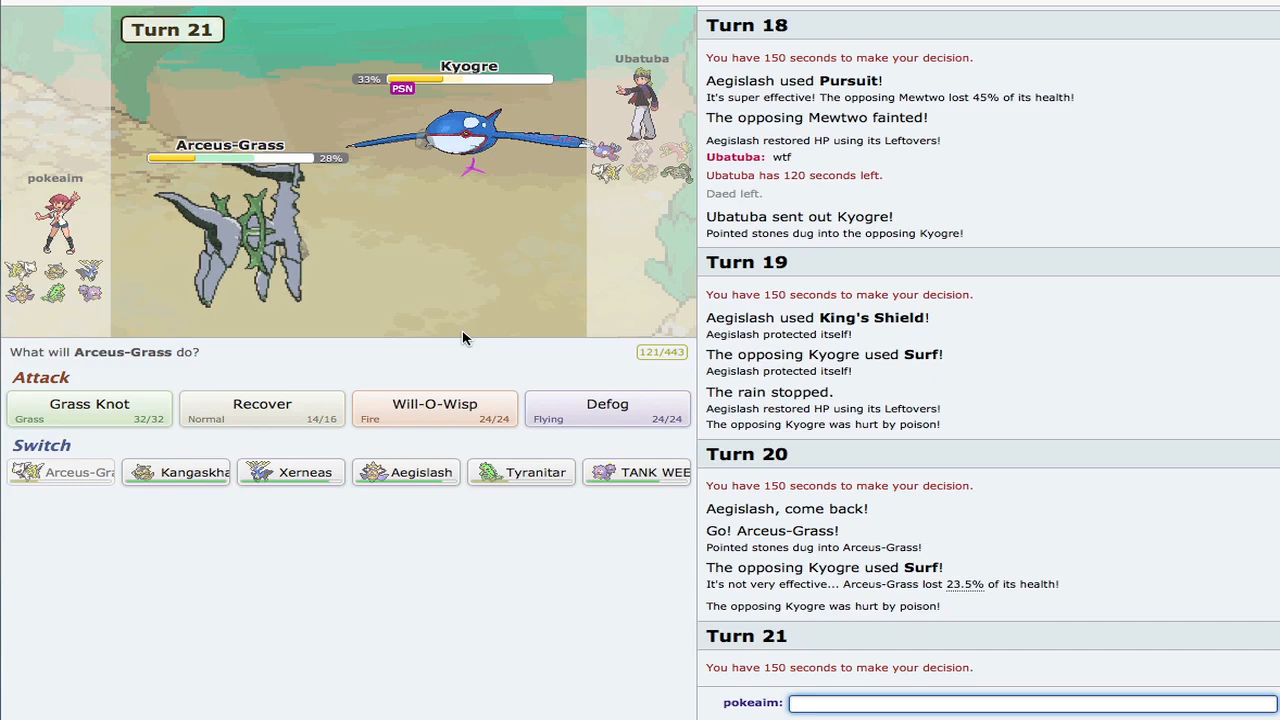 Turn 21
Kyogre
33%
PSN
Ubatuba
Arceus-Grass
28%
pokeaim
What will Arceus-Grass do?
121/443
Attack
Grass Knot
Grass 32/32
Recover
Normal 14/16
Will-O-Wisp
Fire 24/24
Defog
Flying 24/24
Switch
Arceus-Gra
Kangaskha
Xerneas
Aegislash
Tyranitar
TANK WEE
Turn 18
You have 150 seconds to make your decision.
Aegislash used Pursuit!
It's super effective! The opposing Mewtwo lost 45% of its health!
The opposing Mewtwo fainted!
Aegislash restored HP using its Leftovers!
Ubatuba: wtf
Ubatuba has 120 seconds left.
Daed left.
Ubatuba sent out Kyogre!
Pointed stones dug into the opposing Kyogre!
Turn 19
You have 150 seconds to make your decision.
Aegislash used King's Shield!
Aegislash protected itself!
The opposing Kyogre used Surf!
Aegislash protected itself!
The rain stopped.
Aegislash restored HP using its Leftovers!
The opposing Kyogre was hurt by poison!
Turn 20
You have 150 seconds to make your decision.
Aegislash, come back!
Go! Arceus-Grass!
Pointed stones dug into Arceus-Grass!
The opposing Kyogre used Surf!
It's not very effective... Arceus-Grass lost 23.5% of its health!
The opposing Kyogre was hurt by poison!
Turn 21
You have 150 seconds to make your decision.
pokeaim: